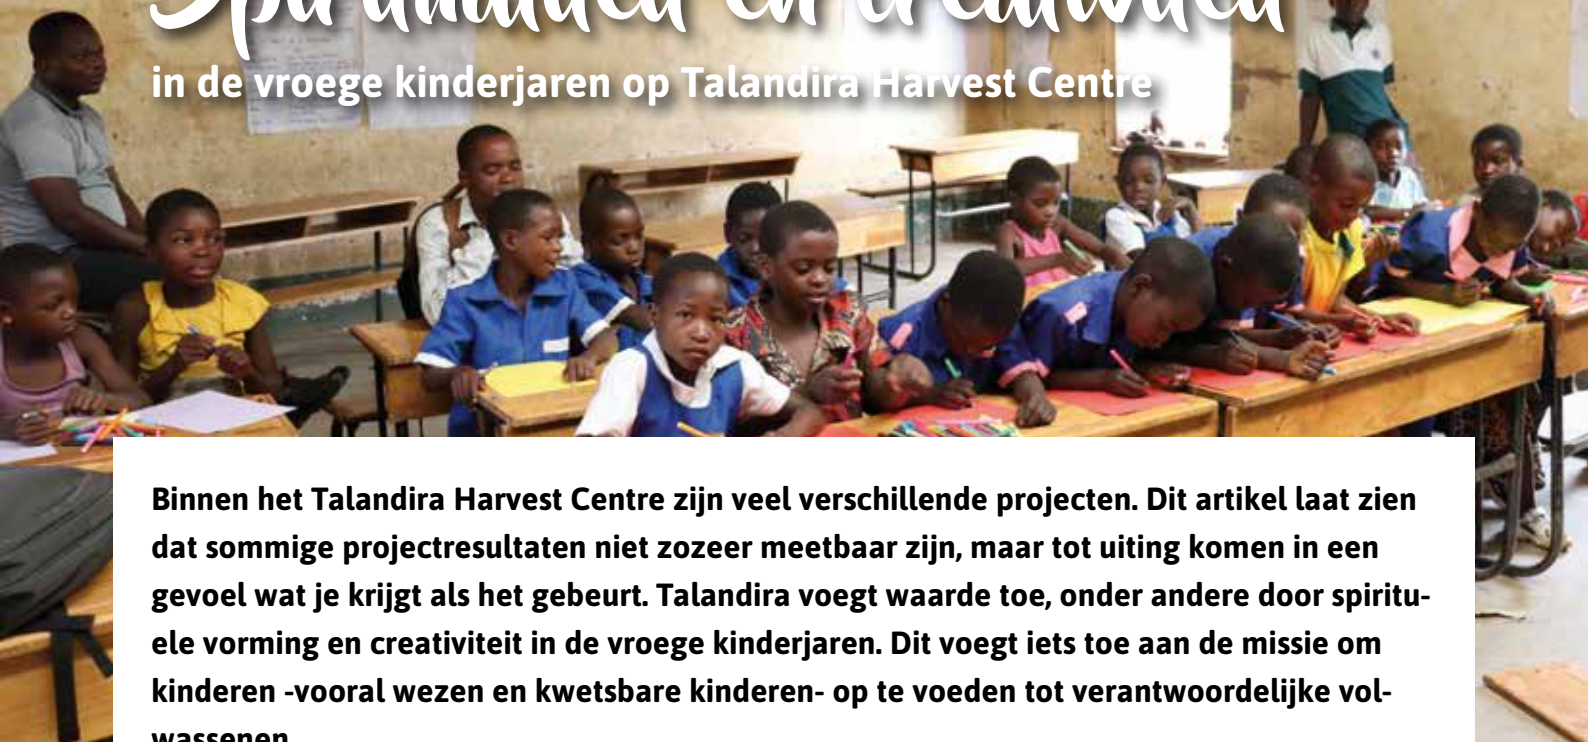 Spiritualiteit en creativiteit
in de vroege kinderjaren op Talandira Harvest Centre
Binnen het Talandira Harvest Centre zijn veel verschillende projecten. Dit artikel laat zien
dat sommige projectresultaten niet zozeer meetbaar zijn, maar tot uiting komen in een
gevoel wat je krijgt als het gebeurt. Talandira voegt waarde toe, onder andere door spiritu-
ele vorming en creativiteit in de vroege kinderjaren. Dit voegt iets toe aan de missie om
kinderen -vooral wezen en kwetsbare kinderen- op te voeden tot verantwoordelijke vol-
wassenen.